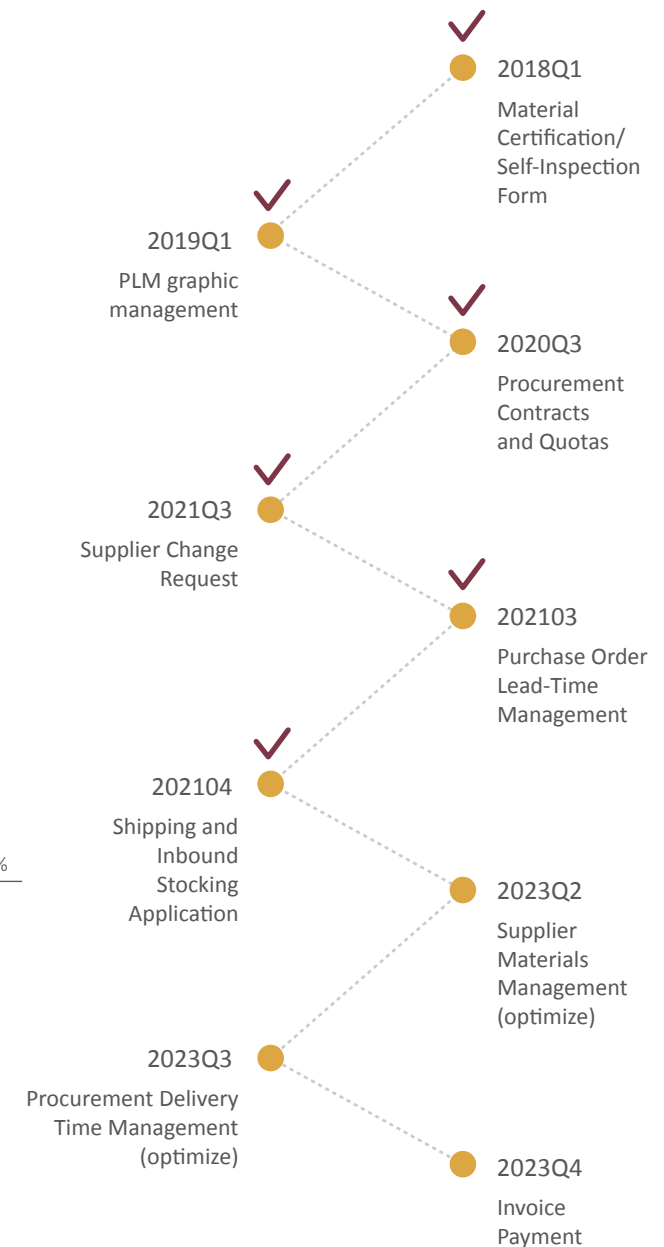 2018Q1
Material
Certification/
Self-Inspection
Form
2019Q1
PLM graphic
management
2020Q3
Procurement
Contracts
and Quotas
2021Q3
Supplier Change
Request
202103
Purchase Order
Lead-Time
Management
202104
Shipping and
Inbound
Stocking
Application
%
2023Q2
Supplier
Materials
Management
(optimize)
2023Q3
Procurement Delivery
Time Management
(optimize)
2023Q4
Invoice
Payment